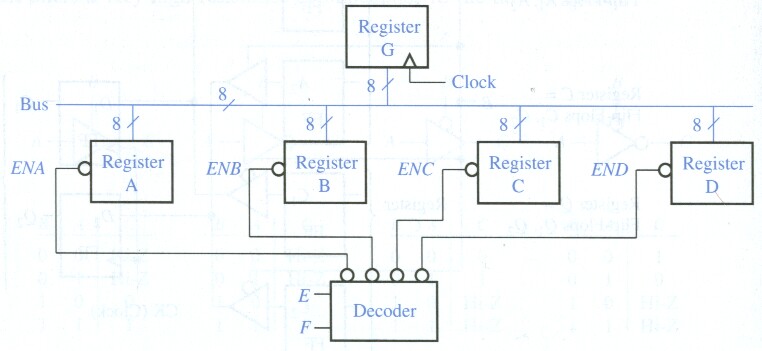 Register
G
Clock
8
Bus
8
8
8
8
8
ENA
Register
A
ENB
Register
B
ENC
Register
C
END
Register
D
E
F
Decoder